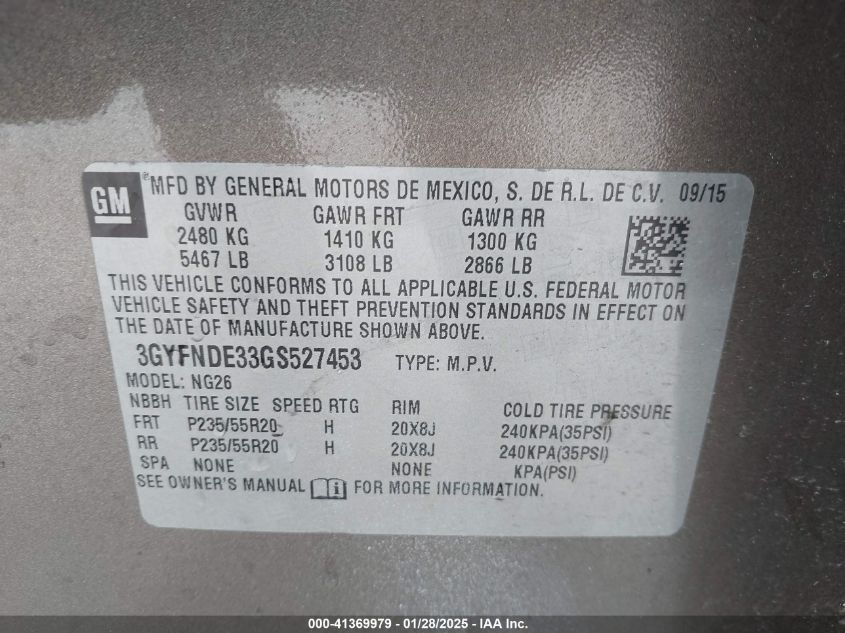 GM ® MFD BY GENERAL MOTORS DE MEXICO, S. DE R.L. DE C.V. 09/15
GVWR GAWR FRT GAWR RR
2480 KG 1410 KG 1300 KG
5467 LB 3108 LB 2866 LB
THIS VEHICLE CONFORMS TO ALL APPLICABLE U.S. FEDERAL MOTOR
VEHICLE SAFETY AND THEFT PREVENTION STANDARDS IN EFFECT ON
THE DATE OF MANUFACTURE SHOWN ABOVE.
3GYFNDE33GS527453 TYPE: M.P.V.
MODEL: NG26
NBBH TIRE SIZE SPEED RTG RIM COLD TIRE PRESSURE
FRT P235/55R20 H 20X8J 240KPA(35PSI)
RR P235/55R20 H 20X8J 240KPA(35PSI)
SPA NONE NONE KPA(PSI)
SEE OWNER'S MANUAL FOR MORE INFORMATION.
000-41369979 - 01/28/2025 - IAA Inc.